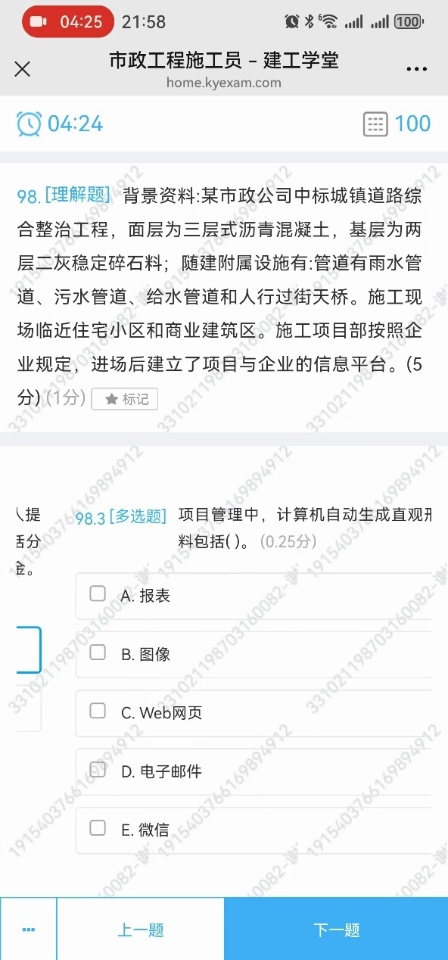 04:25 21:58 6 100
市政工程施工员 - 建工学堂
home.kyexam.com
04:24 100
98. [理解题] 背景资料:某市政公司中标城镇道路综
合整治工程，面层为三层式沥青混凝土，基层为两
层二灰稳定碎石料；随建附属设施有:管道有雨水管
道、污水管道、给水管道和人行过街天桥。施工现
场临近住宅小区和商业建筑区。施工项目部按照企
业规定，进场后建立了项目与企业的信息平台。(5
分) (1分) ★ 标记
提 98.3 [多选题] 项目管理中，计算机自动生成直观
分 料包括( )。 (0.25分)
金。
A. 报表
B. 图像
C. Web网页
D. 电子邮件
E. 微信
上一题 下一题